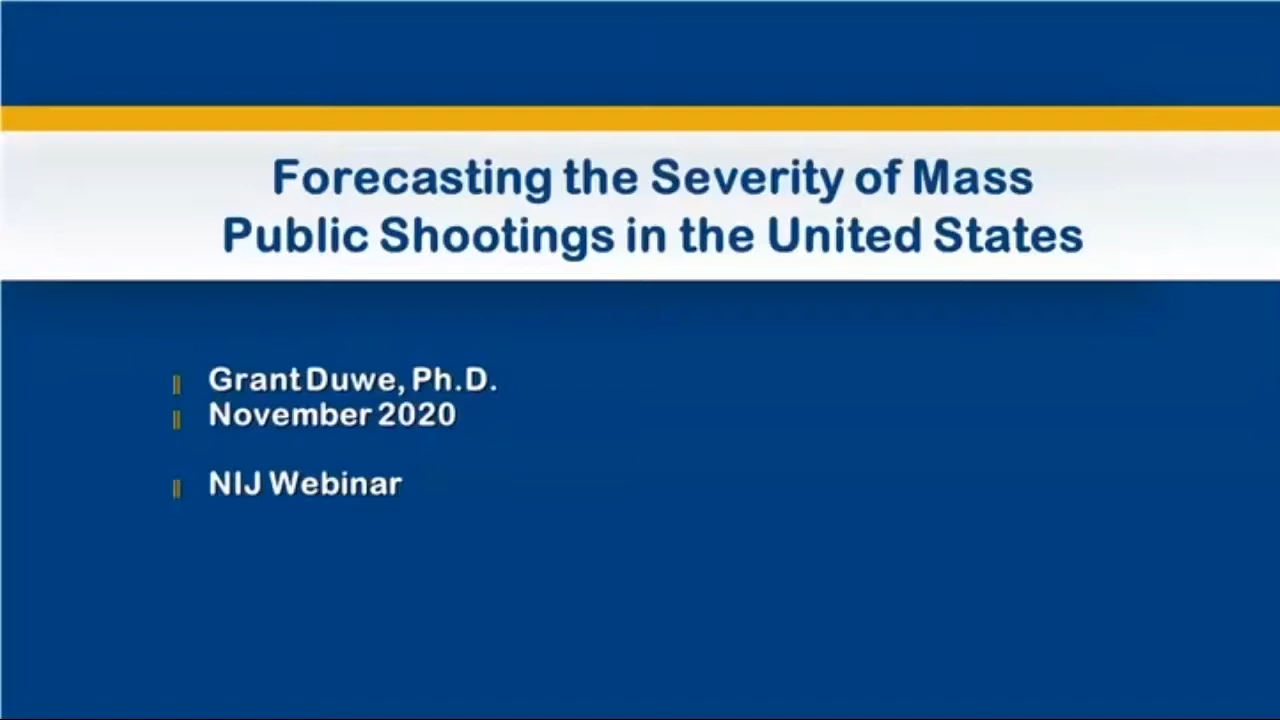 Forecasting the Severity of Mass
Public Shootings in the United States
Grant Duwe, Ph.D.
November 2020
NIJ Webinar